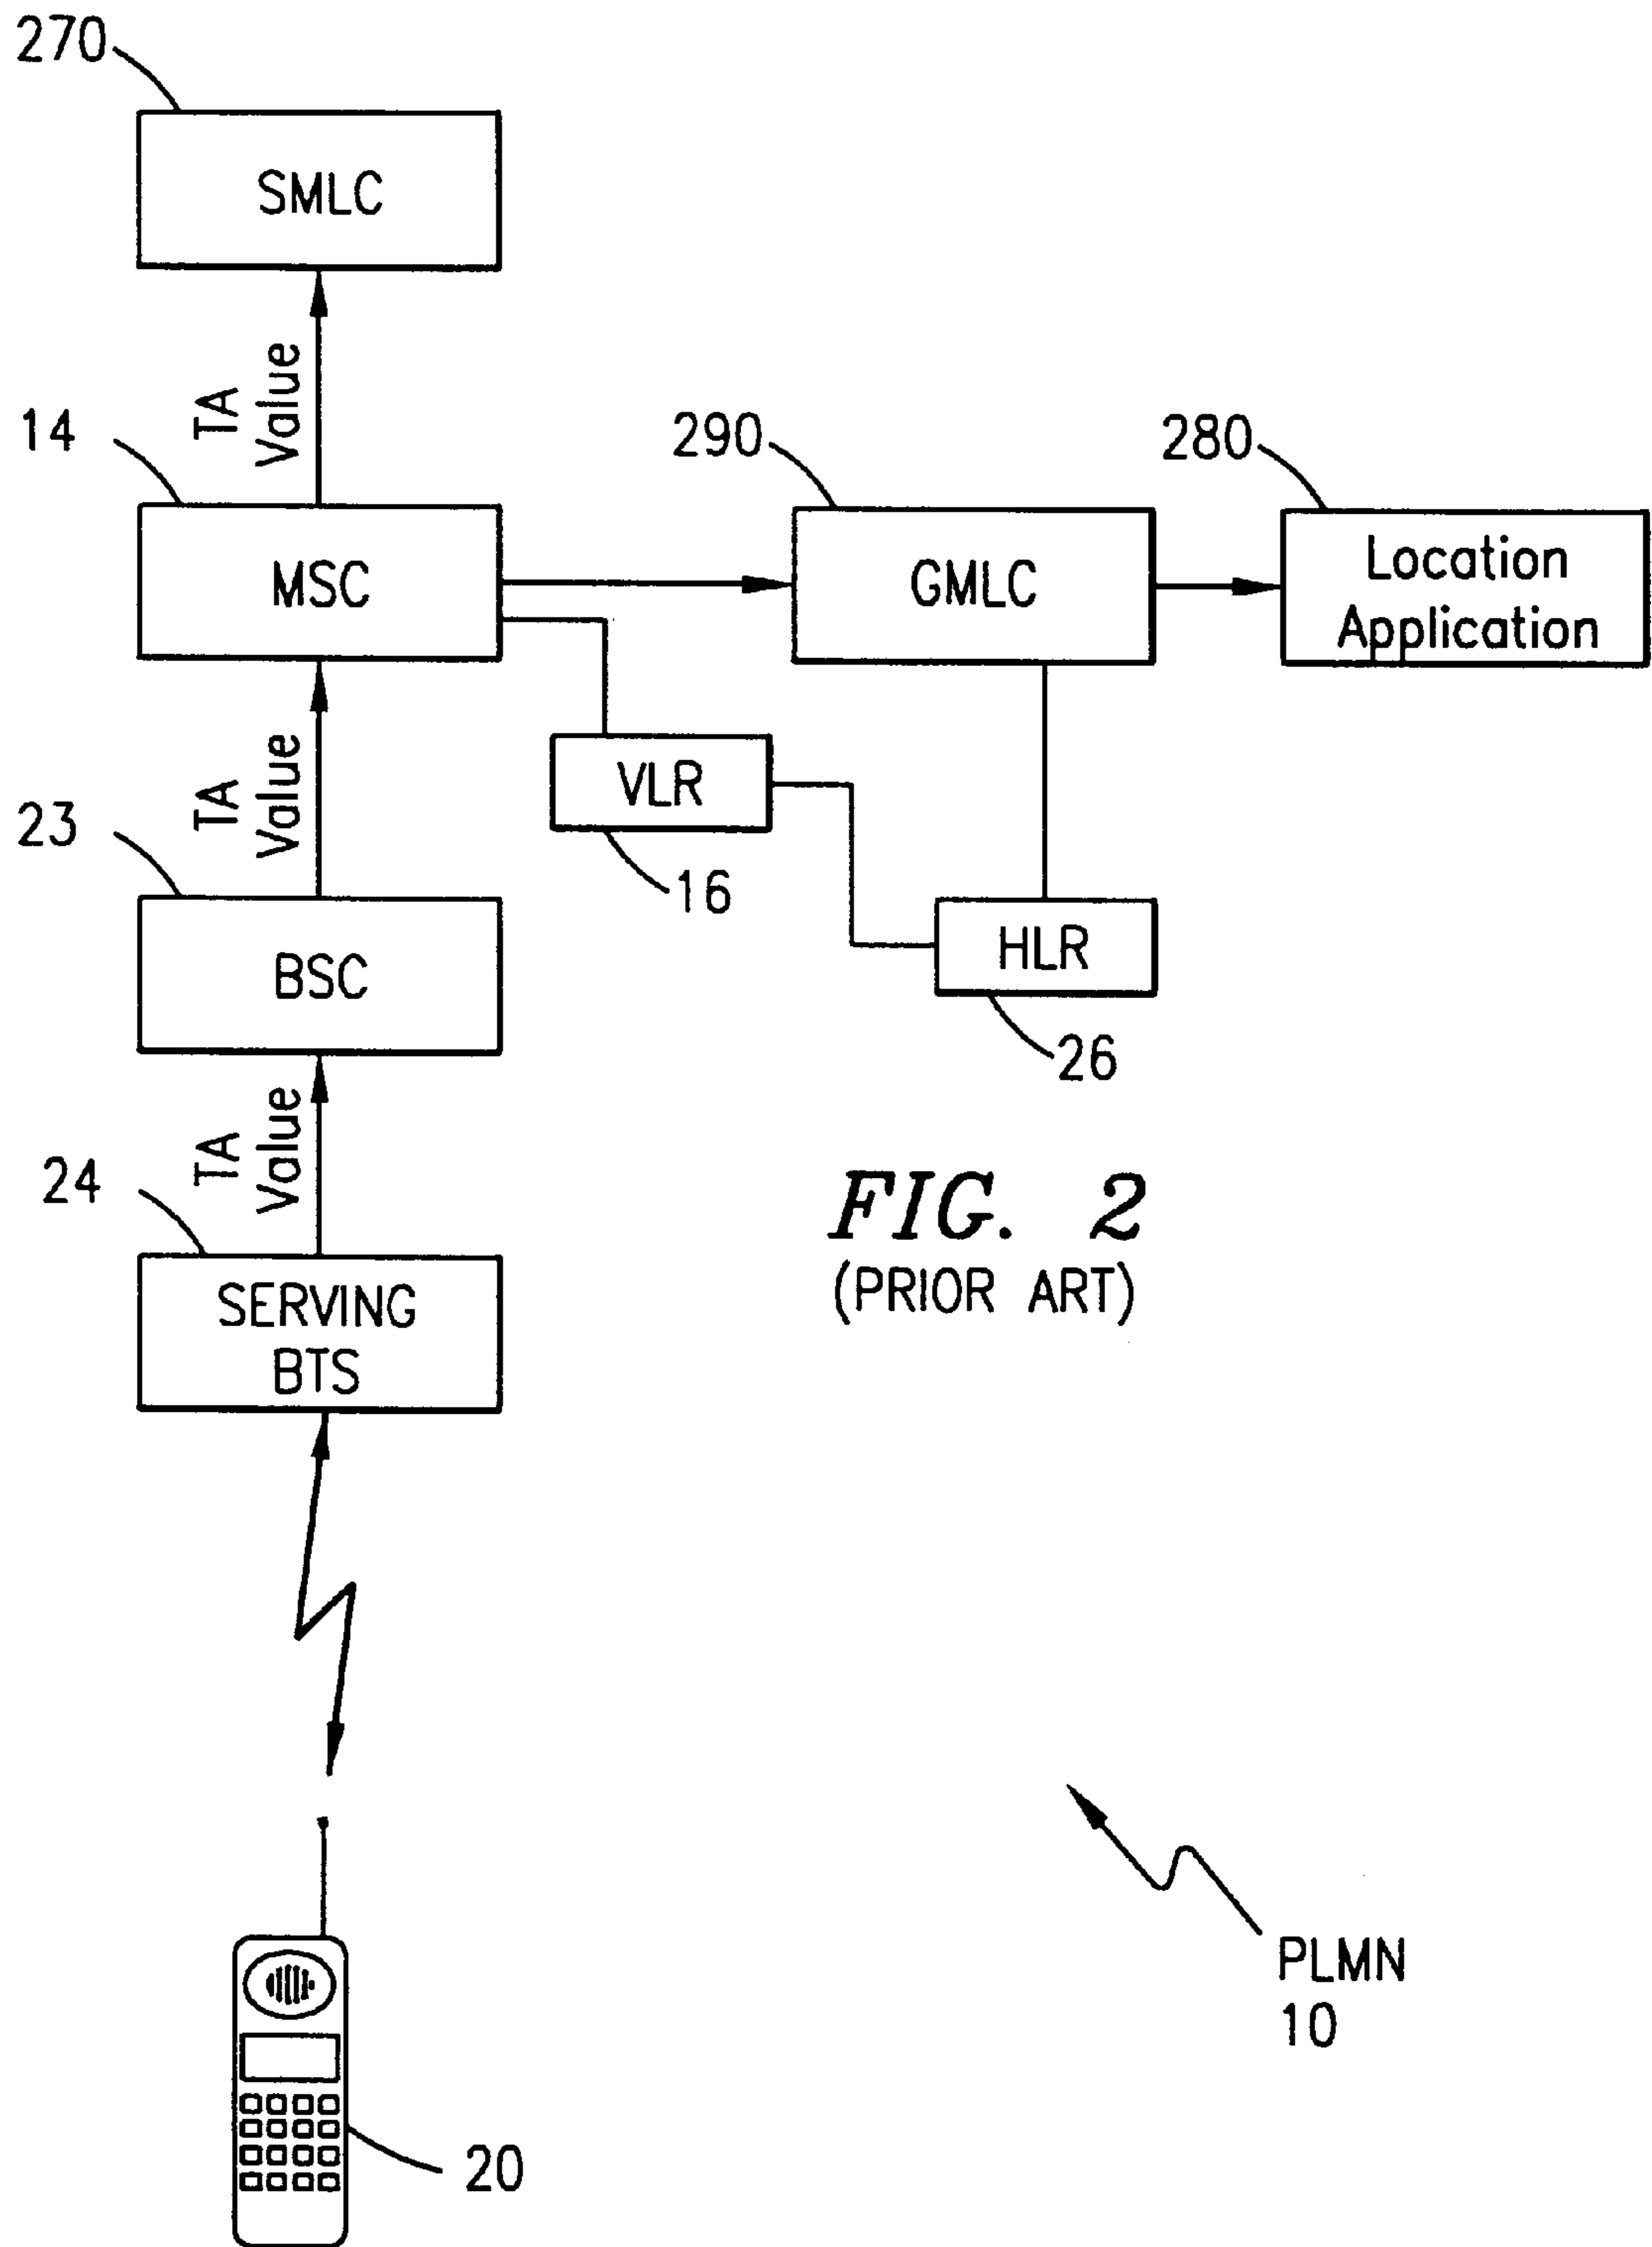 270
SMLC
TA
Value
14
290
280
MSC
GMLC
Location
Application
TA
Value
23
VLR
16
BSC
HLR
26
TA
Value
24
FIG. 2
(PRIOR ART)
SERVING
BTS
PLMN
10
20